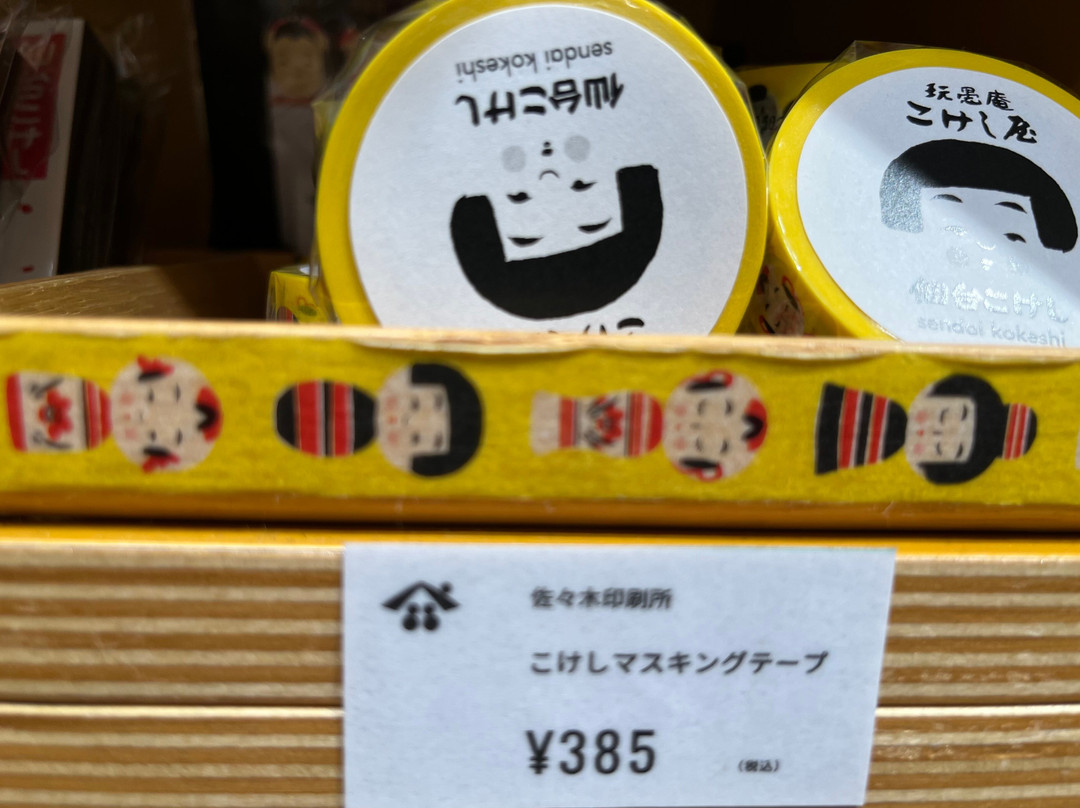 sendai kokeshi
仙台こけし
玩愚庵
こけし屋
仙台こけし
sendai kokeshi
佐々木印刷所
こけしマスキングテープ
¥385
(税込)